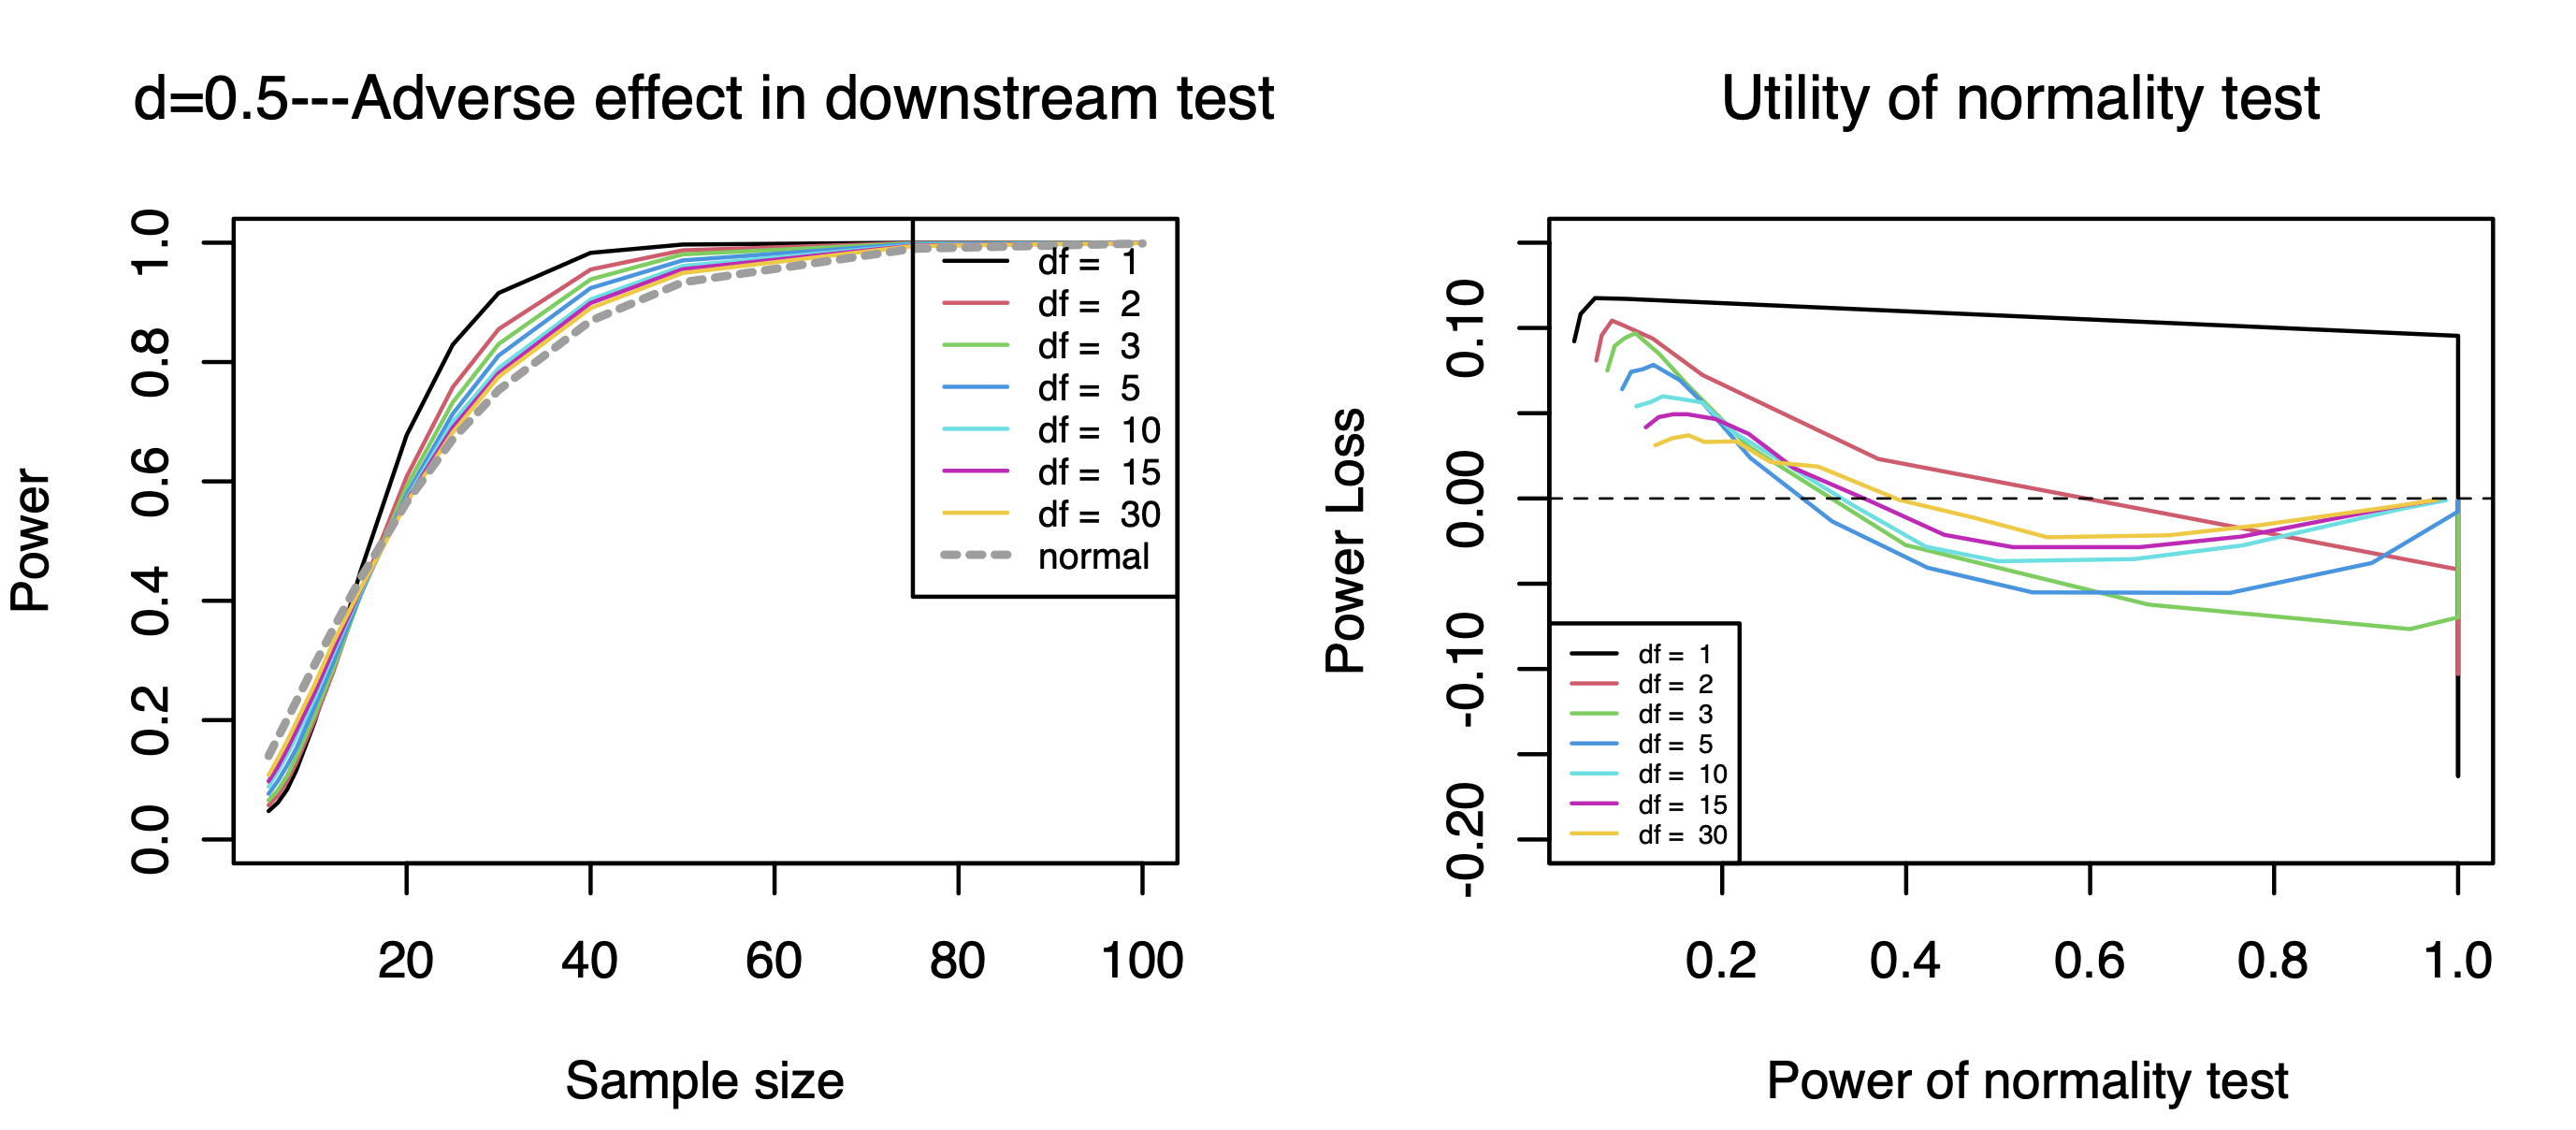 d=0.5---Adverse effect in downstream test
Power
0.0
0.2
0.4
0.6
0.8
1.0
df = 1
df = 2
df = 3
df = 5
df = 10
df = 15
df = 30
normal
20
40
60
80
100
Sample size
Utility of normality test
Power Loss
-0.20
-0.10
0.00
0.10
df = 1
df = 2
df = 3
df = 5
df = 10
df = 15
df = 30
0.2
0.4
0.6
0.8
1.0
Power of normality test